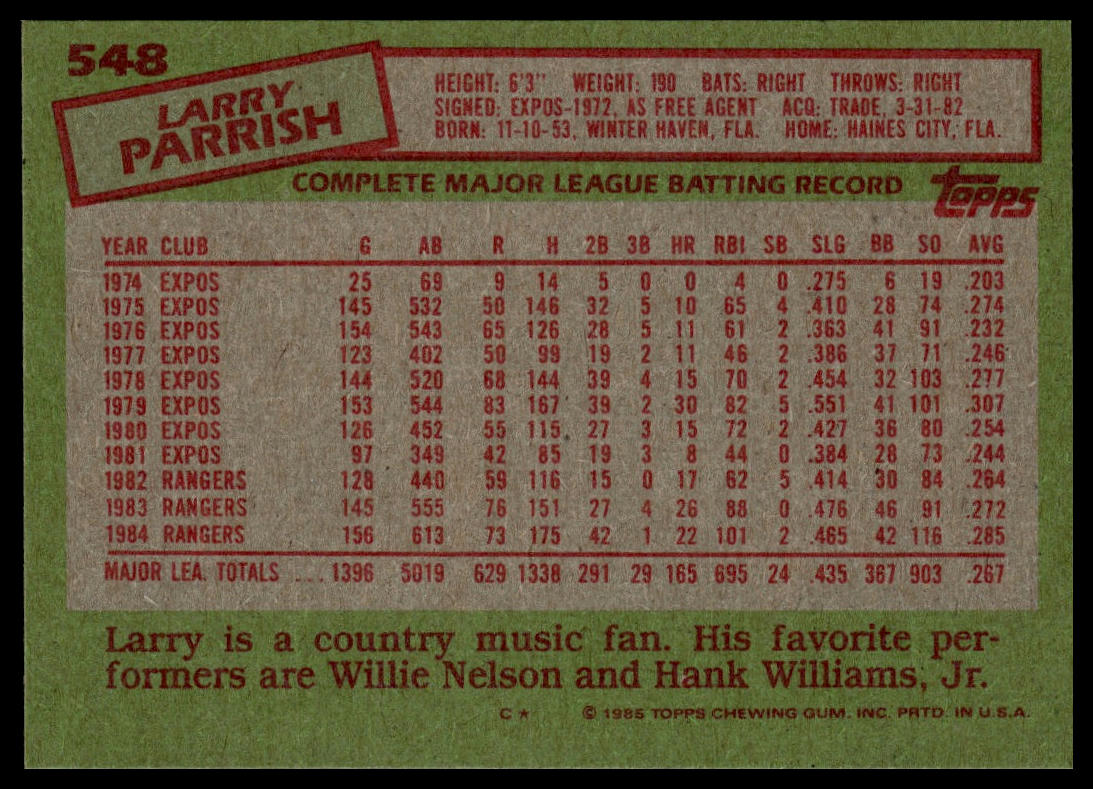 548
LARRY
PARRISH
HEIGHT: 6'3" WEIGHT: 190 BATS: RIGHT THROWS: RIGHT
SIGNED: EXPOS-1972, AS FREE AGENT ACQ: TRADE, 3-31-82
BORN: 11-10-53, WINTER HAVEN, FLA. HOME: HAINES CITY, FLA.
COMPLETE MAJOR LEAGUE BATTING RECORD topps
YEAR CLUB G AB R H 2B 3B HR RBI SB SLG BB SO AVG
1974 EXPOS 25 69 9 14 5 0 0 4 0 .275 6 19 .203
1975 EXPOS 145 532 50 146 32 5 10 65 4 .410 28 74 .274
1976 EXPOS 154 543 65 126 28 5 11 61 2 .363 41 91 .232
1977 EXPOS 123 402 50 99 19 2 11 46 2 .386 37 71 .246
1978 EXPOS 144 520 68 144 39 4 15 70 2 .454 32 103 .277
1979 EXPOS 153 544 83 167 39 2 30 82 5 .551 41 101 .307
1980 EXPOS 126 452 55 115 27 3 15 72 2 .427 36 80 .254
1981 EXPOS 97 349 42 85 19 3 8 44 0 .384 28 73 .244
1982 RANGERS 128 440 59 116 15 0 17 62 5 .414 30 84 .264
1983 RANGERS 145 555 76 151 27 4 26 88 0 .476 46 91 .272
1984 RANGERS 156 613 73 175 42 1 22 101 2 .465 42 116 .285
MAJOR LEA. TOTALS .... 1396 5019 629 1338 291 29 165 695 24 .435 367 903 .267
Larry is a country music fan. His favorite per-
formers are Willie Nelson and Hank Williams, Jr.
C★ © 1985 TOPPS CHEWING GUM. INC. PRTD. IN U.S.A.